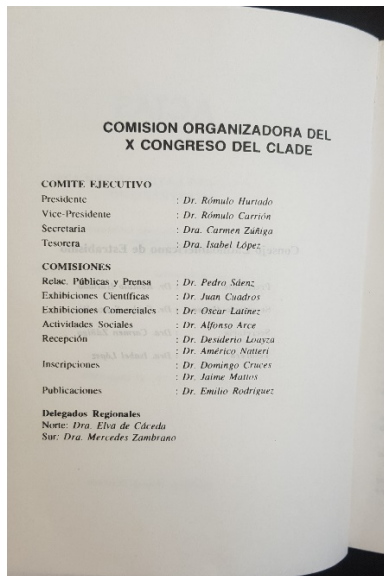 COMISION ORGANIZADORA DEL
X CONGRESO DEL CLADE
COMITE EJECUTIVO
Presidente : Dr. Rómulo Hurtado
Vice-Presidente : Dr. Rómulo Carrión
Secretaria : Dra. Carmen Zúñiga
Tesorera : Dra. Isabel López
COMISIONES
Relac. Públicas y Prensa : Dr. Pedro Sáenz
Exhibiciones Científicas : Dr. Juan Cuadros
Exhibiciones Comerciales : Dr. Oscar Latínez
Actividades Sociales : Dr. Alfonso Arce
Recepción : Dr. Desiderio Loayza
: Dr. Américo Natteri
Inscripciones : Dr. Domingo Cruces
: Dr. Jaime Mattos
Publicaciones : Dr. Emilio Rodríguez
Delegados Regionales
Norte: Dra. Elva de Cáceda
Sur: Dra. Mercedes Zambrano